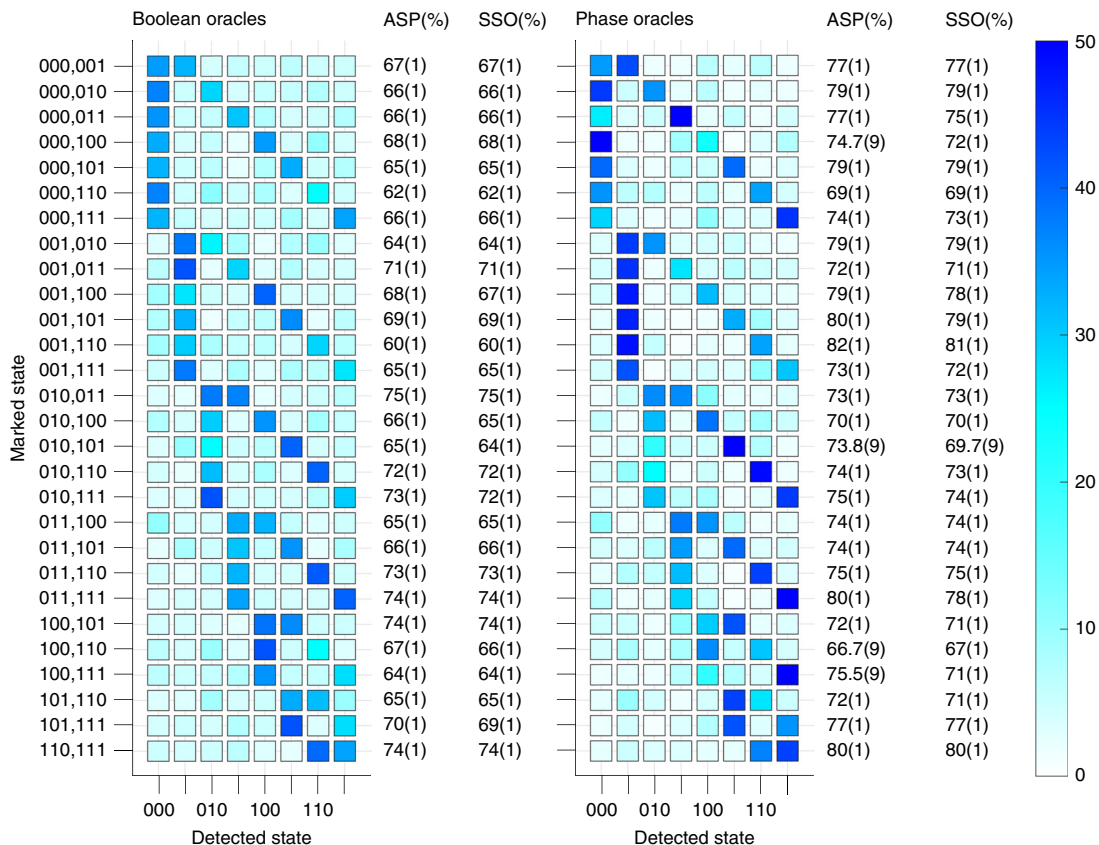 Boolean oracles ASP(%) SSO(%) Phase oracles ASP(%) SSO(%)
50
000,001 67(1) 67(1) 77(1) 77(1)
000,010 66(1) 66(1) 79(1) 79(1)
000,011 66(1) 66(1) 77(1) 75(1)
000,100 68(1) 68(1) 74.7(9) 72(1)
000,101 65(1) 65(1) 79(1) 79(1)
40
000,110 62(1) 62(1) 69(1) 69(1)
000,111 66(1) 66(1) 74(1) 73(1)
001,010 64(1) 64(1) 79(1) 79(1)
001,011 71(1) 71(1) 72(1) 71(1)
001,100 68(1) 67(1) 79(1) 78(1)
001,101 69(1) 69(1) 80(1) 79(1)
30
001,110 60(1) 60(1) 82(1) 81(1)
001,111 65(1) 65(1) 73(1) 72(1)
010,011 75(1) 75(1) 73(1) 73(1)
010,100 66(1) 65(1) 70(1) 70(1)
Marked state
010,101 65(1) 64(1) 73.8(9) 69.7(9)
010,110 72(1) 72(1) 74(1) 73(1)
20
010,111 73(1) 72(1) 75(1) 74(1)
011,100 65(1) 65(1) 74(1) 74(1)
011,101 66(1) 66(1) 74(1) 74(1)
011,110 73(1) 73(1) 75(1) 75(1)
011,111 74(1) 74(1) 80(1) 78(1)
100,101 74(1) 74(1) 72(1) 71(1)
10
100,110 67(1) 66(1) 66.7(9) 67(1)
100,111 64(1) 64(1) 75.5(9) 71(1)
101,110 65(1) 65(1) 72(1) 71(1)
101,111 70(1) 69(1) 77(1) 77(1)
110,111 74(1) 74(1) 80(1) 80(1)
0
000 010 100 110 000 010 100 110
Detected state Detected state